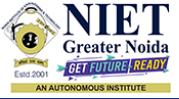 NIET
Greater Noida
GET FUTURE READY
Estd.2001
AN AUTONOMOUS INSTITUTE